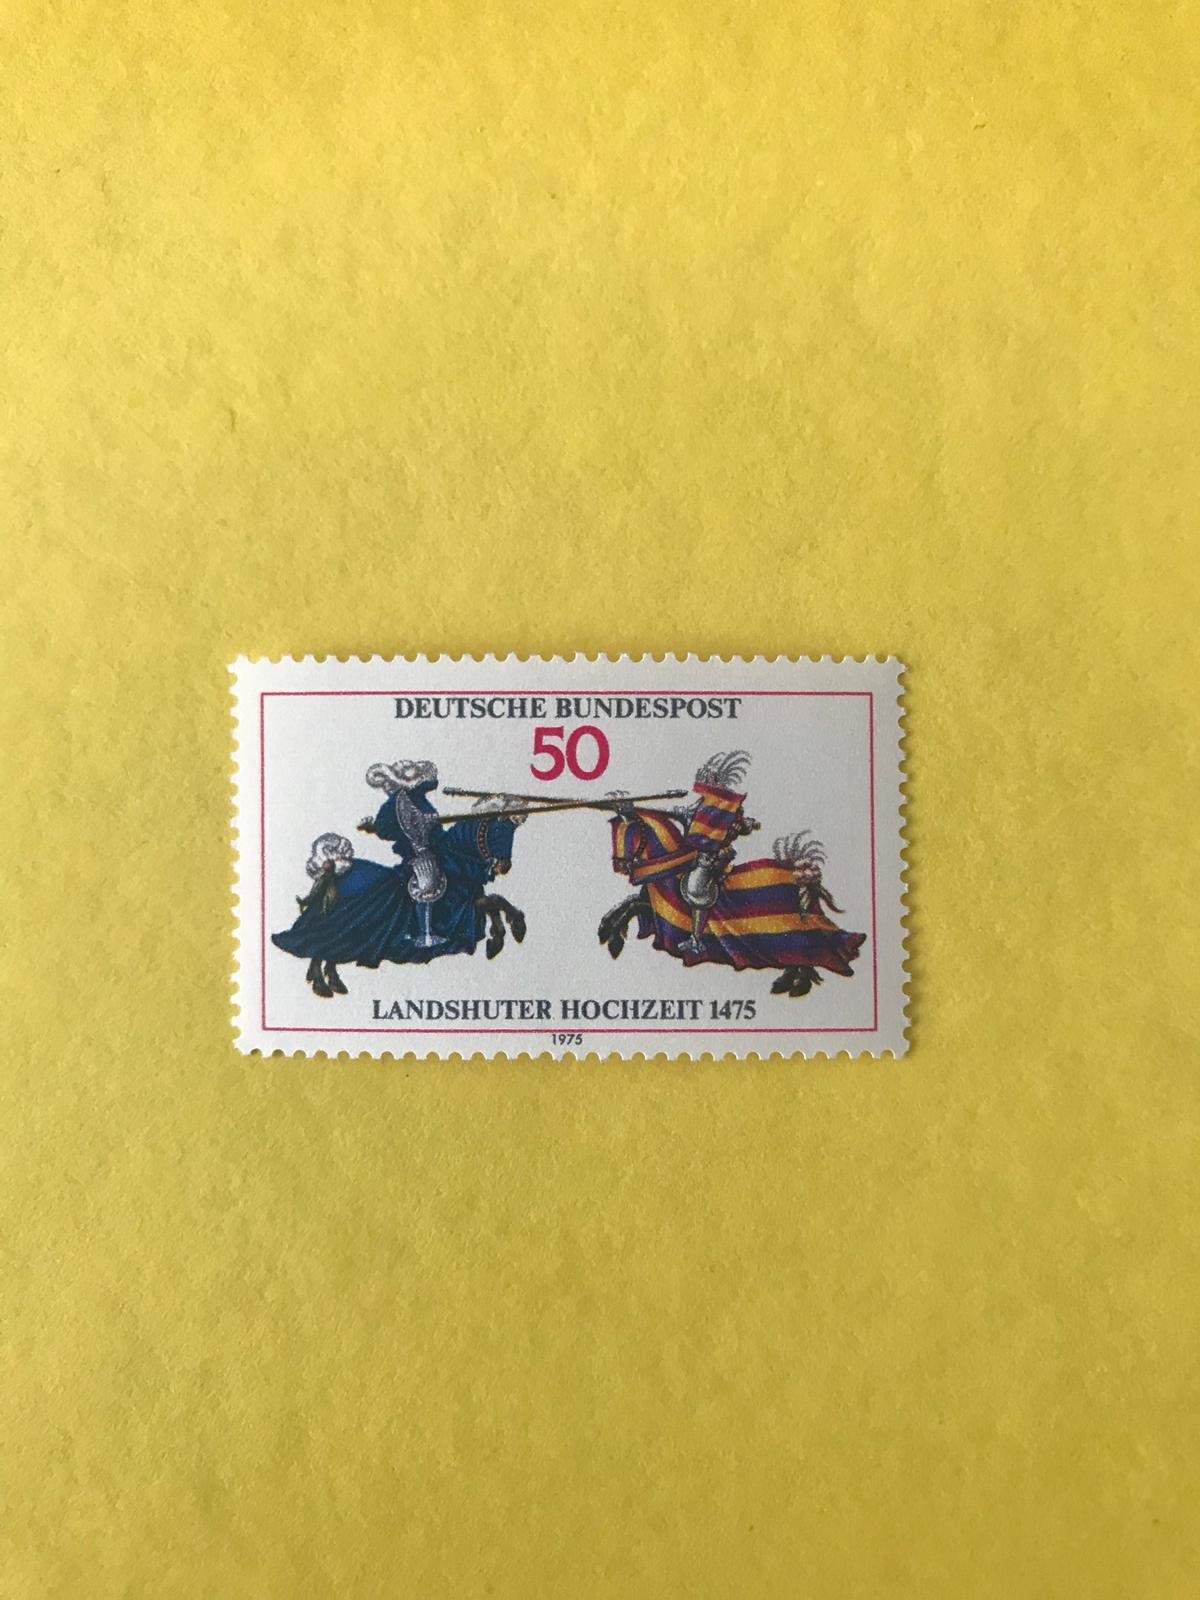 DEUTSCHE BUNDESPOST
50
LANDSHUTER HOCHZEIT 1475
1975